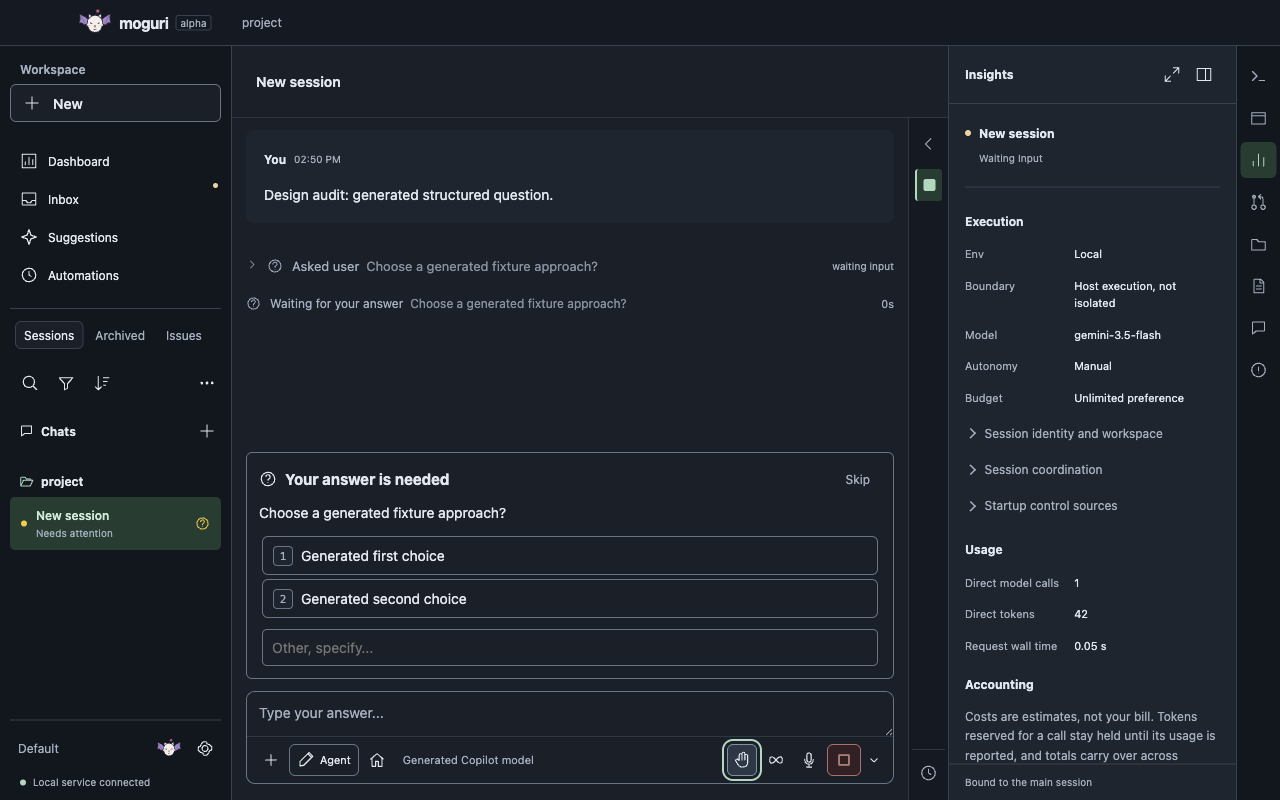 moguri alpha project
Workspace
New
Dashboard
Inbox
Suggestions
Automations
Sessions Archived Issues
Chats
project
New session
Needs attention
Default
Local service connected
New session
You 02:50 PM
Design audit: generated structured question.
Asked user Choose a generated fixture approach? waiting input
Waiting for your answer Choose a generated fixture approach? 0s
Your answer is needed Skip
Choose a generated fixture approach?
1 Generated first choice
2 Generated second choice
Other, specify...
Type your answer...
Agent Generated Copilot model
Insights
New session
Waiting Input
Execution
Env Local
Boundary Host execution, not
isolated
Model gemini-3.5-flash
Autonomy Manual
Budget Unlimited preference
Session identity and workspace
Session coordination
Startup control sources
Usage
Direct model calls 1
Direct tokens 42
Request wall time 0.05 s
Accounting
Costs are estimates, not your bill. Tokens
reserved for a call stay held until its usage is
reported, and totals carry over across
Bound to the main session